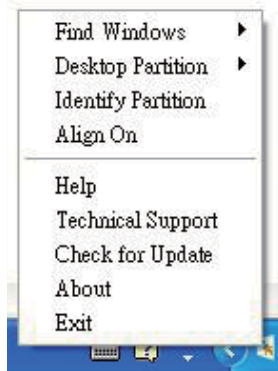 Find Windows
Desktop Partition
Identify Partition
Align On
Help
Technical Support
Check for Update
About
Exit